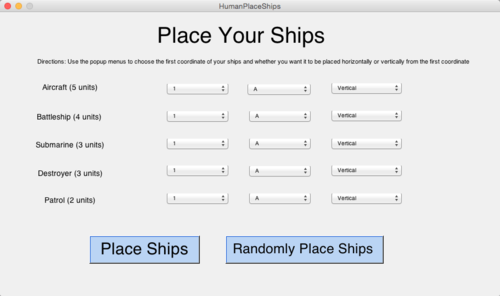 HumanPlaceShips
Place Your Ships
Directions: Use the popup menus to choose the first coordinate of your ships and whether you want it to be placed horizontally or vertically from the first coordinate
Aircraft (5 units) 1 A Vertical
Battleship (4 units) 1 A Vertical
Submarine (3 units) 1 A Vertical
Destroyer (3 units) 1 A Vertical
Patrol (2 units) 1 A Vertical
Place Ships Randomly Place Ships